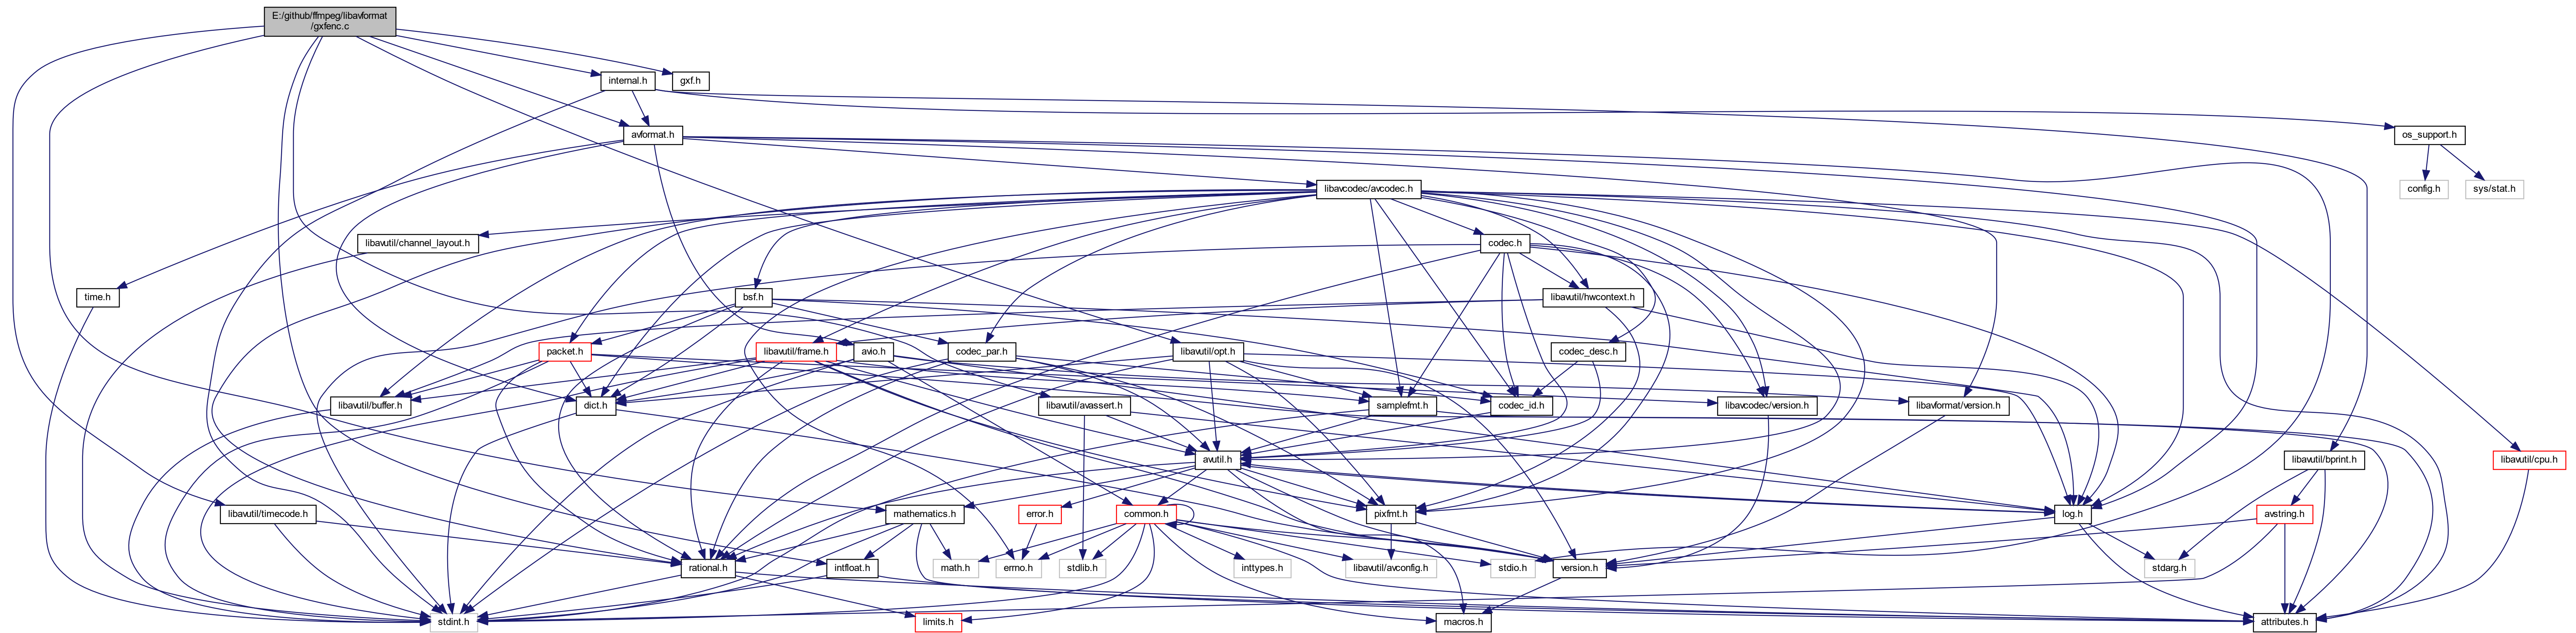 E:/github/ffmpeg/libavformat
/gxfenc.c
internal.h
gxf.h
avformat.h
os_support.h
libavcodec/avcodec.h
config.h
sys/stat.h
libavutil/channel_layout.h
codec.h
time.h
bsf.h
libavutil/hwcontext.h
packet.h
libavutil/frame.h
avio.h
codec_par.h
libavutil/opt.h
codec_desc.h
libavutil/buffer.h
dict.h
libavutil/avassert.h
samplefmt.h
codec_id.h
libavcodec/version.h
libavformat/version.h
avutil.h
libavutil/bprint.h
libavutil/cpu.h
libavutil/timecode.h
mathematics.h
error.h
common.h
pixfmt.h
log.h
avstring.h
rational.h
intfloat.h
math.h
errno.h
stdlib.h
inttypes.h
libavutil/avconfig.h
stdio.h
version.h
stdarg.h
stdint.h
limits.h
macros.h
attributes.h